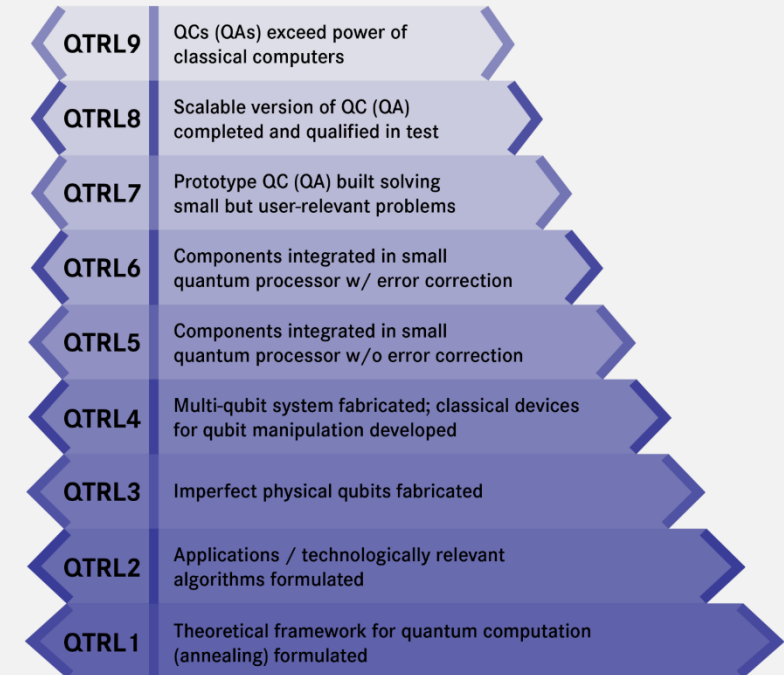 QTRL9
QCs (QAs) exceed power of
classical computers
QTRL8
Scalable version of QC (QA)
completed and qualified in test
QTRL7
Prototype QC (QA) built solving
small but user-relevant problems
QTRL6
Components integrated in small
quantum processor w/ error correction
QTRL5
Components integrated in small
quantum processor w/o error correction
QTRL4
Multi-qubit system fabricated; classical devices
for qubit manipulation developed
QTRL3
Imperfect physical qubits fabricated
QTRL2
Applications / technologically relevant
algorithms formulated
QTRL1
Theoretical framework for quantum computation
(annealing) formulated